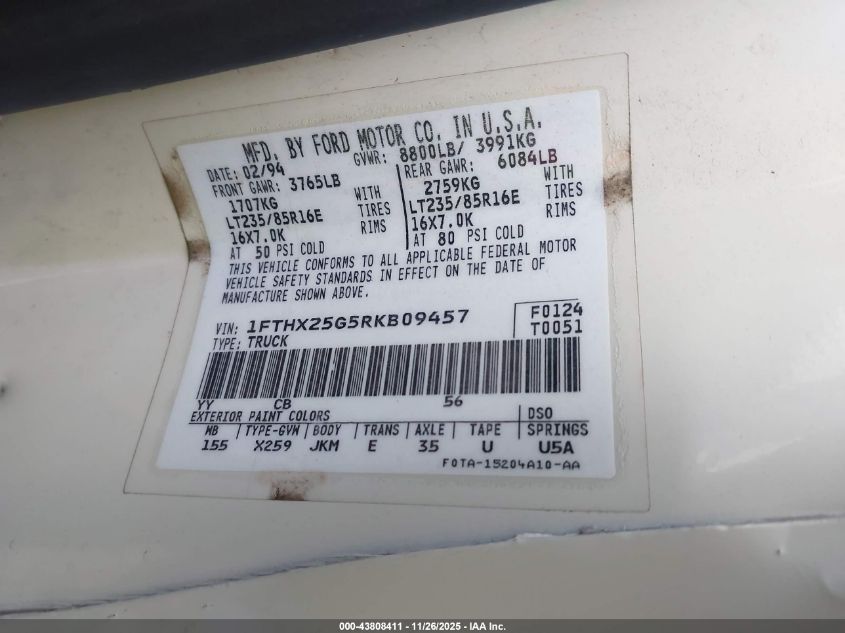 MFD. BY FORD MOTOR CO. IN U.S.A.
DATE: 02/94 GVWR: 8800LB/ 3991KG
FRONT GAWR: 3765LB REAR GAWR: 6084LB
1707KG WITH 2759KG WITH
LT235/85R16E TIRES LT235/85R16E TIRES
16X7.0K RIMS 16X7.0K RIMS
AT 50 PSI COLD AT 80 PSI COLD
THIS VEHICLE CONFORMS TO ALL APPLICABLE FEDERAL MOTOR
VEHICLE SAFETY STANDARDS IN EFFECT ON THE DATE OF
MANUFACTURE SHOWN ABOVE.
VIN: 1FTHX25G5RKB09457 F0124
TYPE: TRUCK T0051
YY CB 56
EXTERIOR PAINT COLORS DSO
WB TYPE-GVW BODY TRANS AXLE TAPE SPRINGS
155 X259 JKM E 35 U U5A
F0TA-15204A10-AA
000-43808411 - 11/26/2025 - IAA Inc.